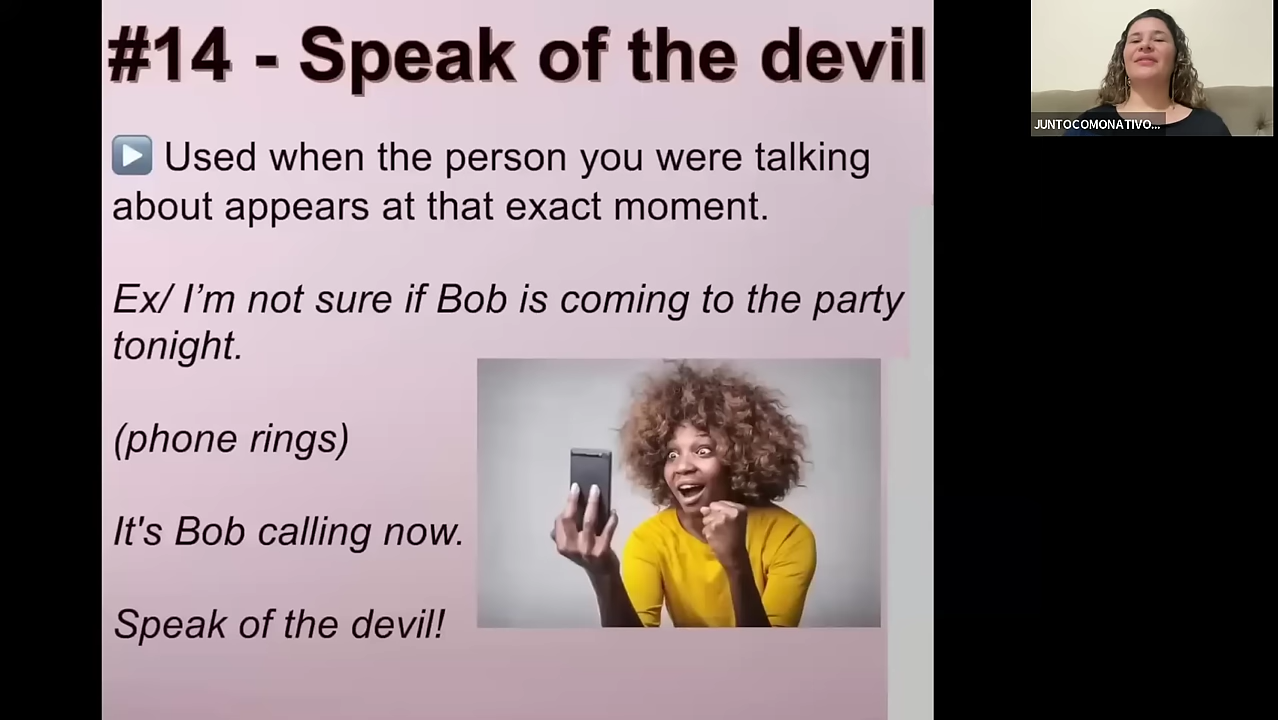 #14 - Speak of the devil
Used when the person you were talking
about appears at that exact moment.
Ex/ I’m not sure if Bob is coming to the party
tonight.
(phone rings)
It's Bob calling now.
Speak of the devil!
JUNTOCOMONATIVO...